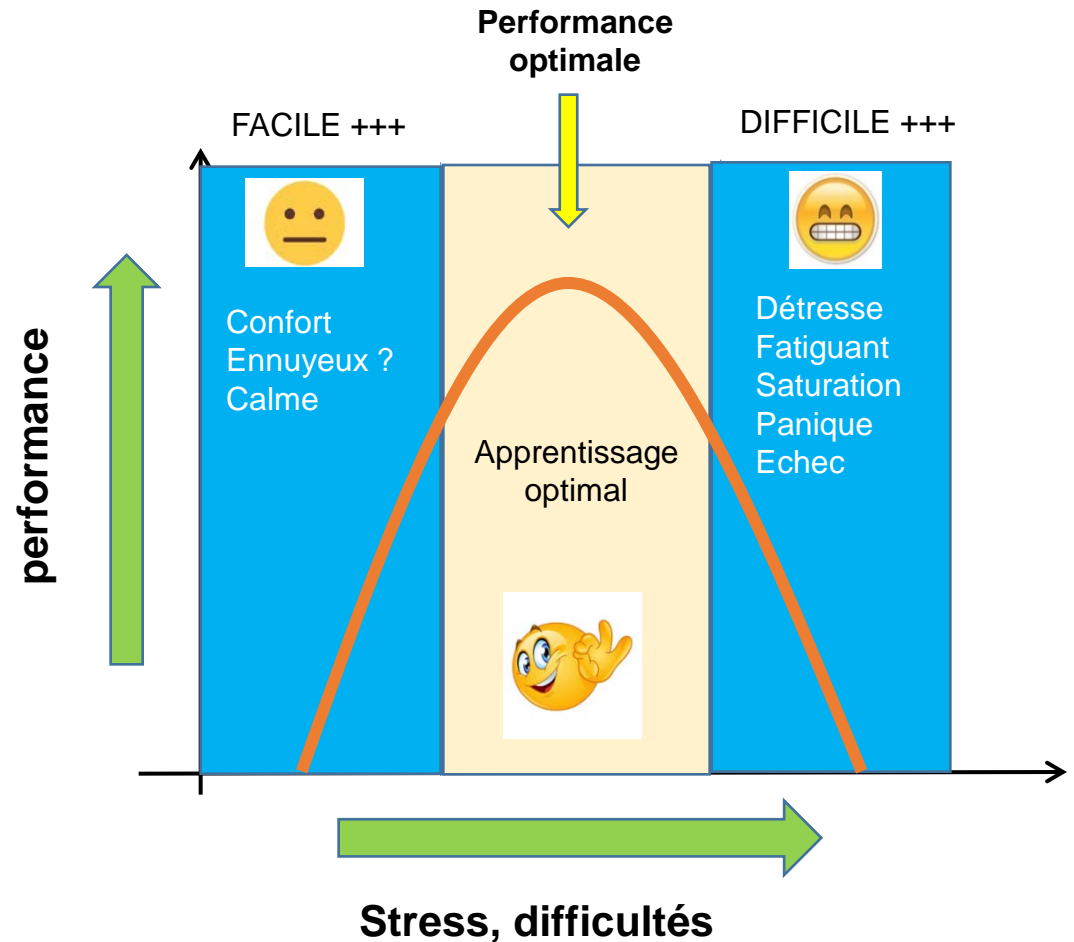 Performance
optimale
FACILE +++
DIFFICILE +++
Confort
Ennuyeux ?
Calme
Détresse
Fatiguant
Saturation
Panique
Echec
Apprentissage
optimal
performance
Stress, difficultés